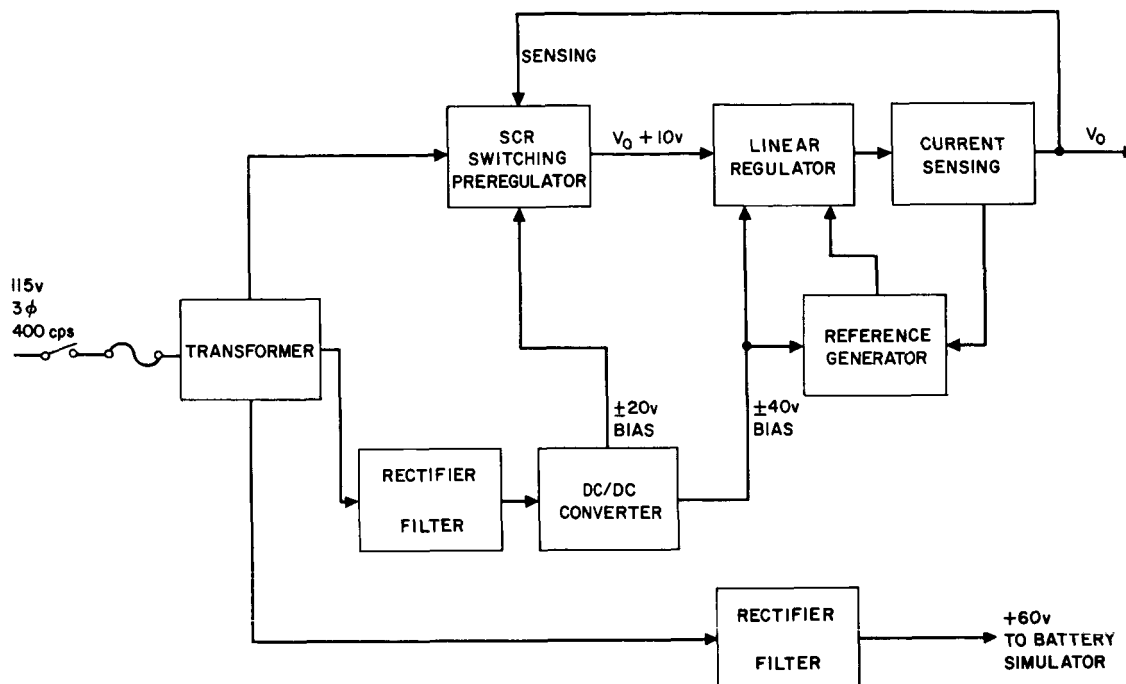 SENSING
SCR
SWITCHING
PREREGULATOR
V₀ + 10v
LINEAR
REGULATOR
CURRENT
SENSING
V₀
115v
3ϕ
400 cps
TRANSFORMER
REFERENCE
GENERATOR
±20v
BIAS
±40v
BIAS
RECTIFIER
FILTER
DC/DC
CONVERTER
RECTIFIER
FILTER
+60v
TO BATTERY
SIMULATOR